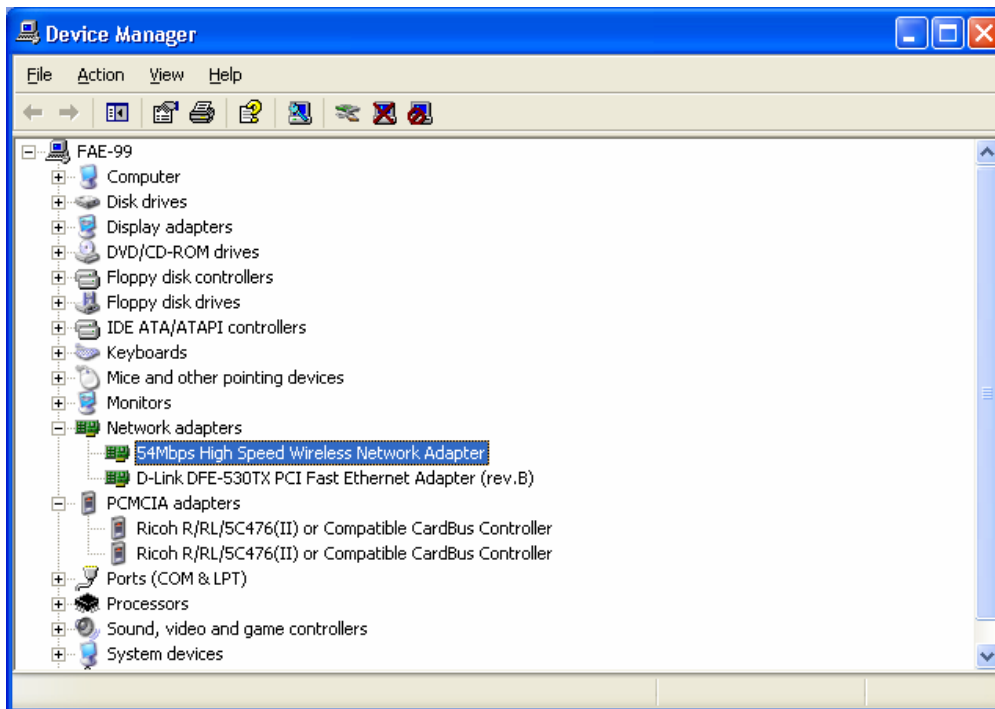 Device Manager
File Action View Help
FAE-99
Computer
Disk drives
Display adapters
DVD/CD-ROM drives
Floppy disk controllers
Floppy disk drives
IDE ATA/ATAPI controllers
Keyboards
Mice and other pointing devices
Monitors
Network adapters
54Mbps High Speed Wireless Network Adapter
D-Link DFE-530TX PCI Fast Ethernet Adapter (rev.B)
PCMCIA adapters
Ricoh R/RL/5C476(II) or Compatible CardBus Controller
Ricoh R/RL/5C476(II) or Compatible CardBus Controller
Ports (COM & LPT)
Processors
Sound, video and game controllers
System devices